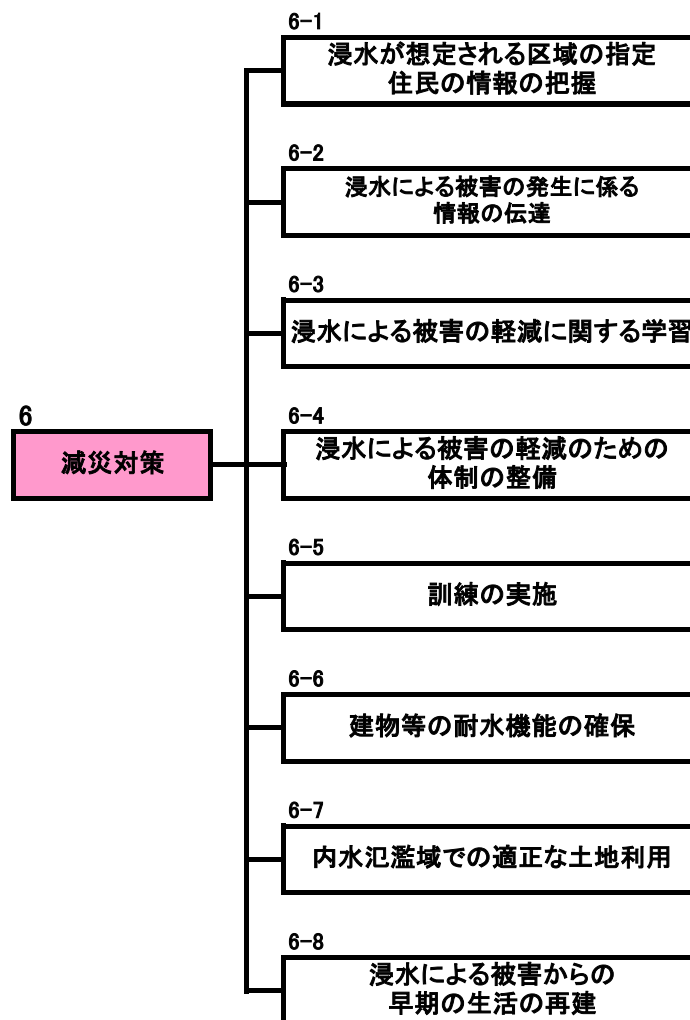 6-1
浸水が想定される区域の指定
住民の情報の把握
6-2
浸水による被害の発生に係る
情報の伝達
6-3
浸水による被害の軽減に関する学習
6
減災対策
6-4
浸水による被害の軽減のための
体制の整備
6-5
訓練の実施
6-6
建物等の耐水機能の確保
6-7
内水氾濫域での適正な土地利用
6-8
浸水による被害からの
早期の生活の再建